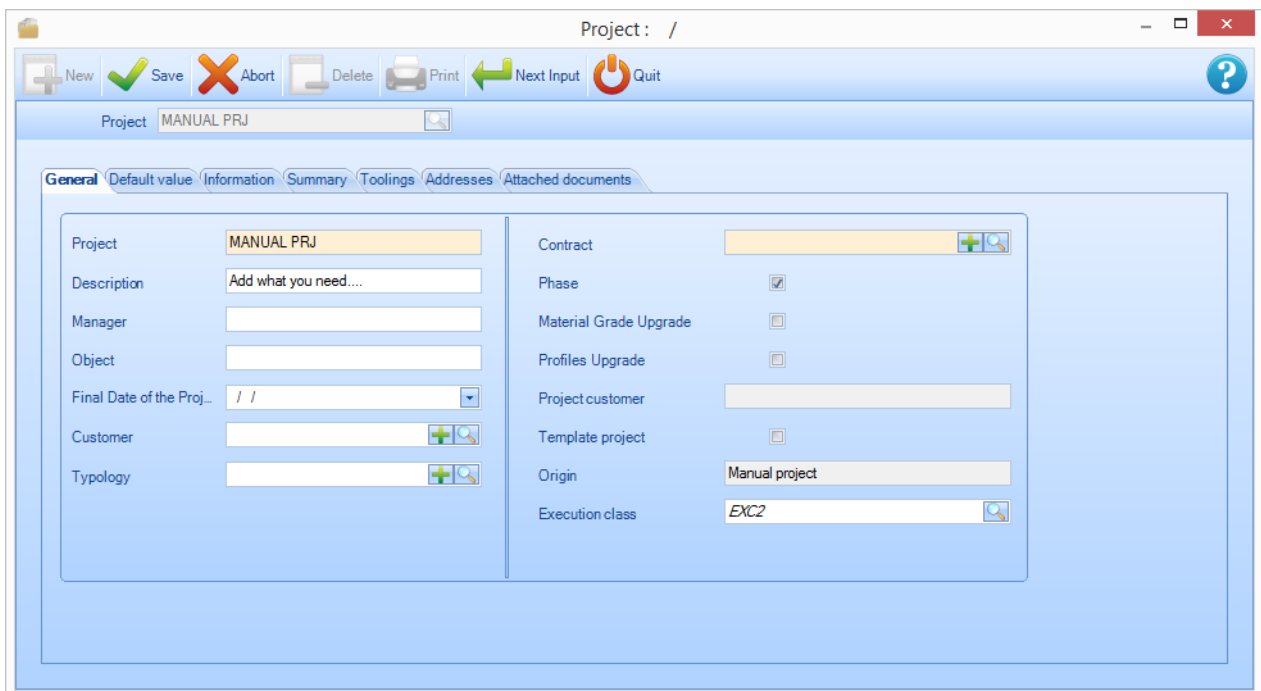 Project :    /
New Save Abort Delete Print Next Input Quit ?
Project MANUAL PRJ
General Default value Information Summary Toolings Addresses Attached documents
Project MANUAL PRJ
Description Add what you need....
Manager
Object
Final Date of the Proj... / /
Customer
Typology
Contract
Phase
Material Grade Upgrade
Profiles Upgrade
Project customer
Template project
Origin Manual project
Execution class EXC2